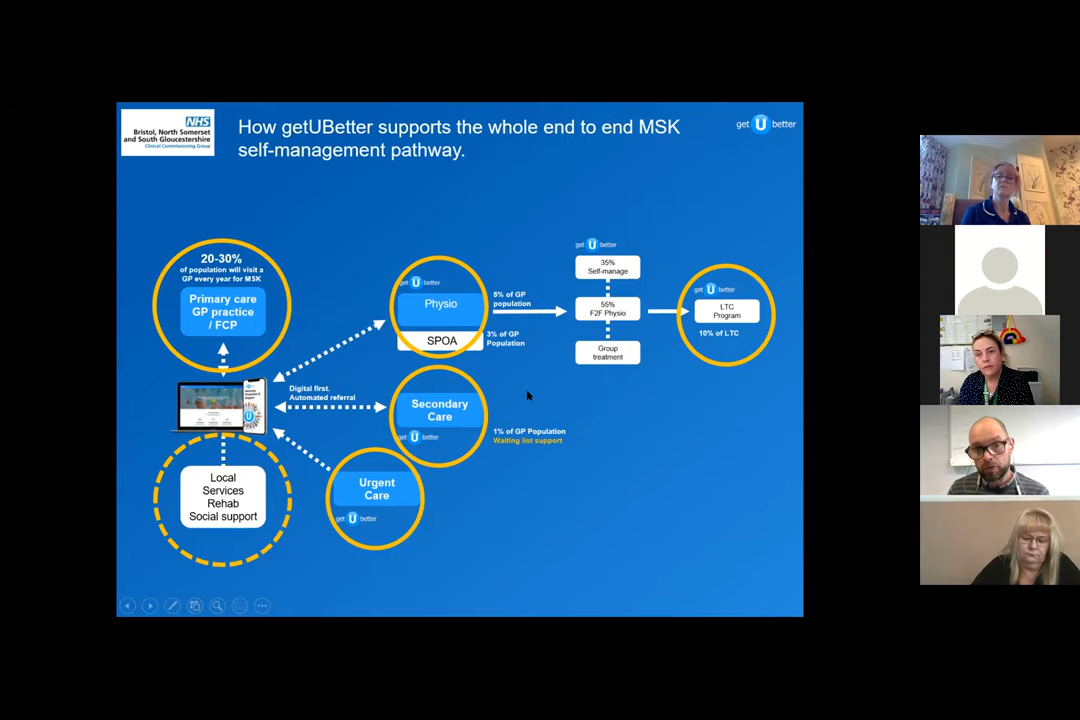 NHS
Bristol, North Somerset
and South Gloucestershire
Clinical Commissioning Group
How getUBetter supports the whole end to end MSK
self-management pathway.
get U better
20-30%
of population will visit a
GP every year for MSK
Primary care
GP practice
/ FCP
Digital first.
Automated referral
Local
Services
Rehab
Social support
get U better
Physio
SPOA
5% of GP
population
3% of GP
Population
Secondary
Care
get U better
1% of GP Population
Waiting list support
Urgent
Care
get U better
get U better
35%
Self-manage
55%
F2F Physio
Group
treatment
get U better
LTC
Program
10% of LTC